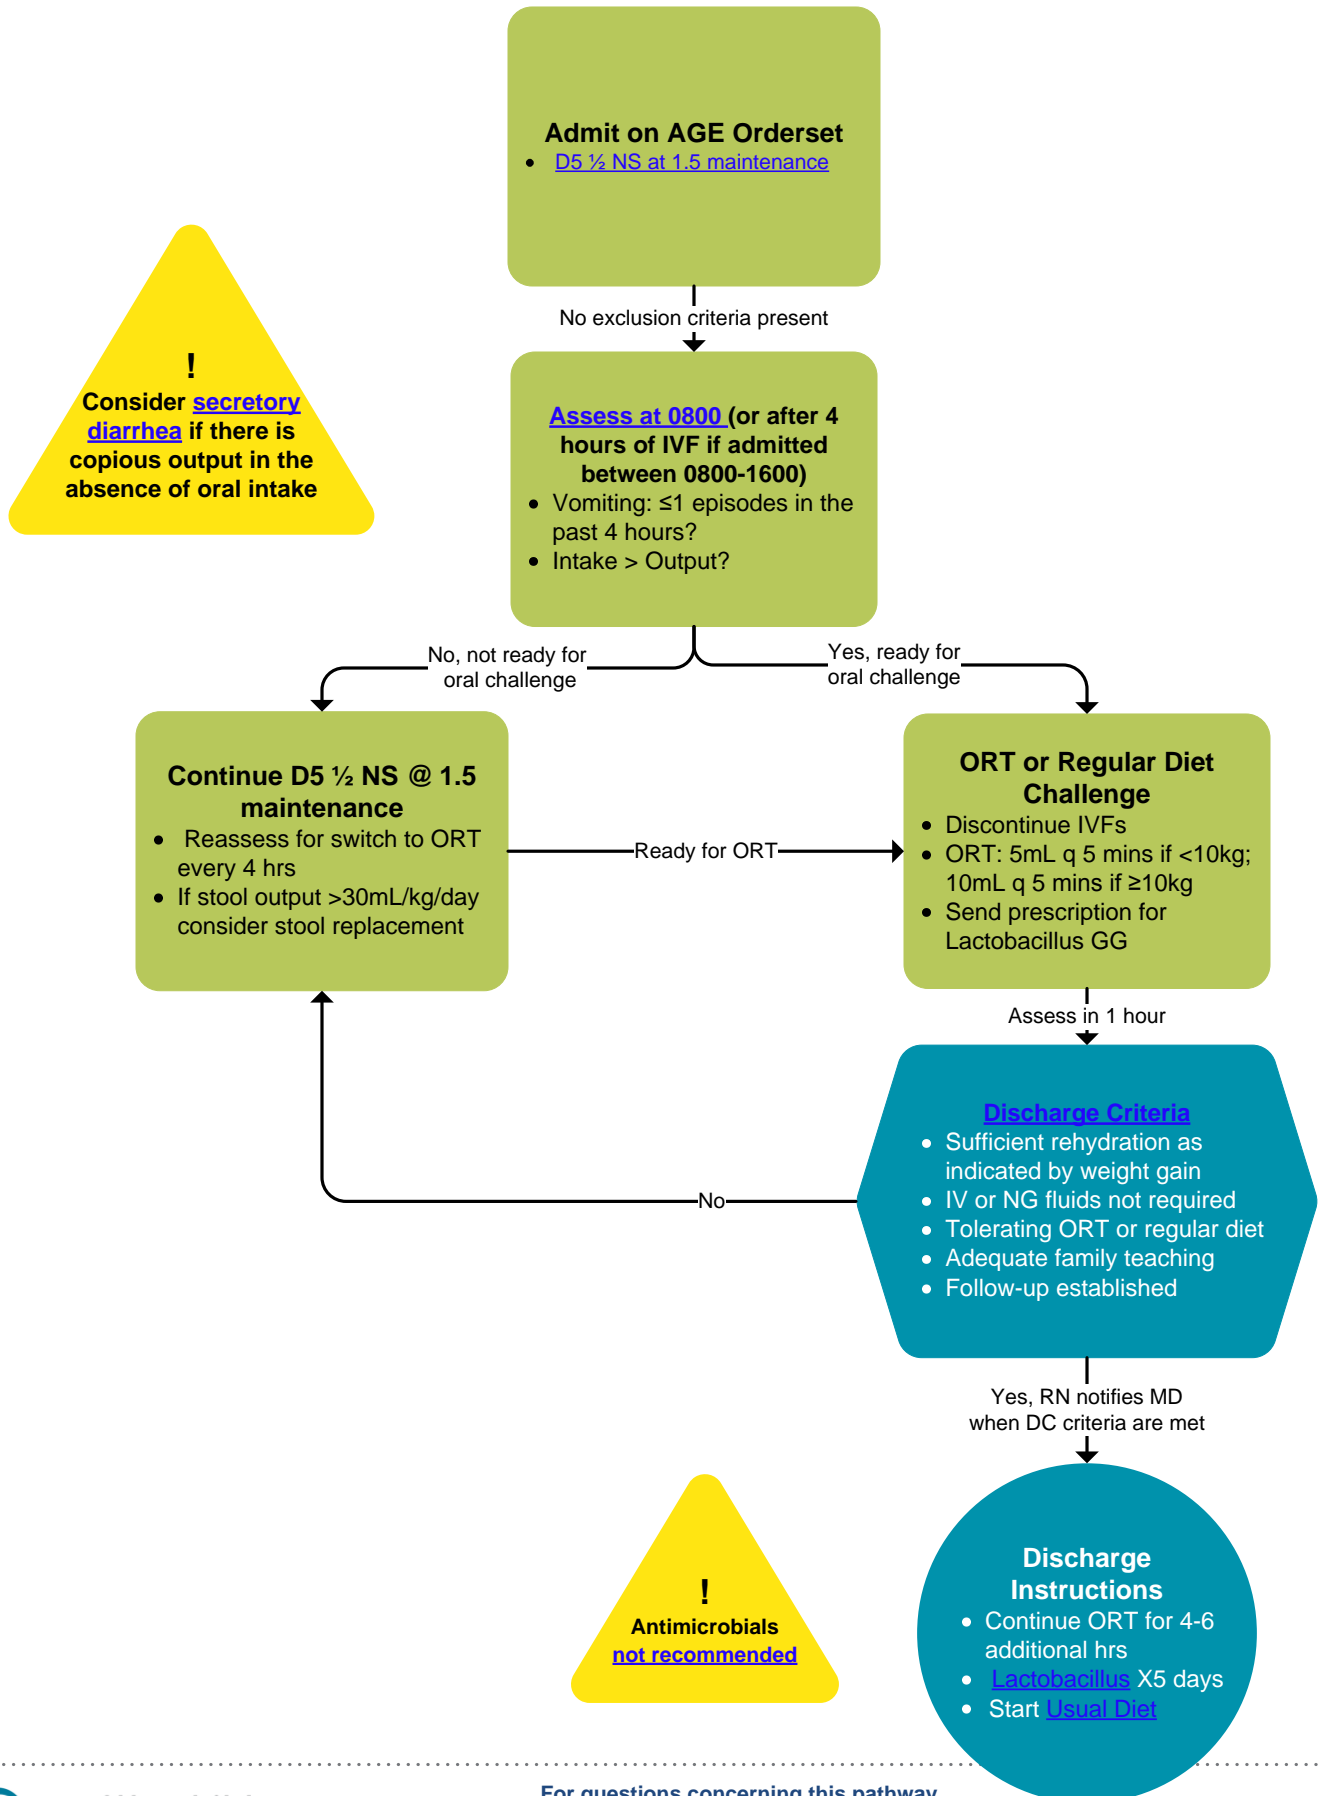 Admit on AGE Orderset
• D5 ½ NS at 1.5 maintenance
No exclusion criteria present
!
Consider secretory
diarrhea if there is
copious output in the
absence of oral intake
Assess at 0800 (or after 4
hours of IVF if admitted
between 0800-1600)
• Vomiting: ≤1 episodes in the
past 4 hours?
• Intake > Output?
No, not ready for
oral challenge
Yes, ready for
oral challenge
Continue D5 ½ NS @ 1.5
maintenance
• Reassess for switch to ORT
every 4 hrs
• If stool output >30mL/kg/day
consider stool replacement
Ready for ORT
ORT or Regular Diet
Challenge
• Discontinue IVFs
• ORT: 5mL q 5 mins if <10kg;
10mL q 5 mins if ≥10kg
• Send prescription for
Lactobacillus GG
Assess in 1 hour
Discharge Criteria
• Sufficient rehydration as
indicated by weight gain
• IV or NG fluids not required
• Tolerating ORT or regular diet
• Adequate family teaching
• Follow-up established
No
Yes, RN notifies MD
when DC criteria are met
!
Antimicrobials
not recommended
Discharge
Instructions
• Continue ORT for 4-6
additional hrs
• Lactobacillus X5 days
• Start Usual Diet
For questions concerning this pathway